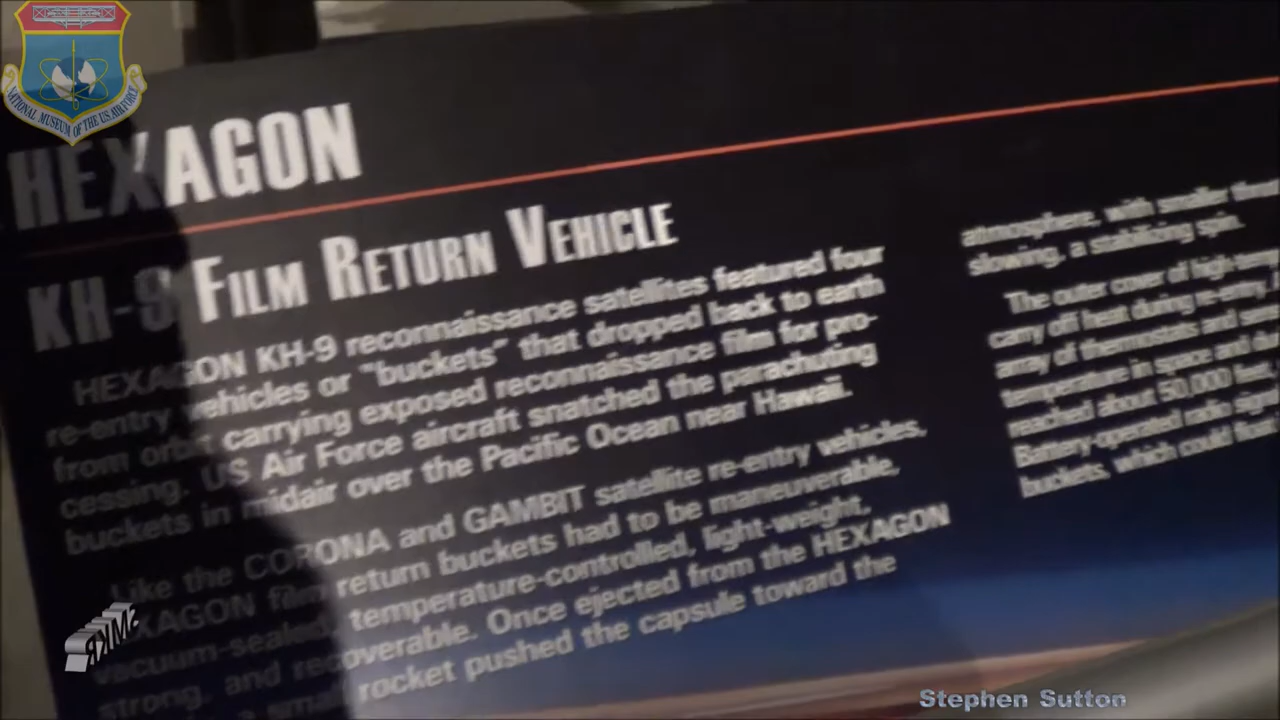 NATIONAL MUSEUM OF THE US AIR FORCE
HEXAGON
KH-9 FILM RETURN VEHICLE
HEXAGON KH-9 reconnaissance satellites featured four
re-entry vehicles or "buckets" that dropped back to earth
from orbit carrying exposed reconnaissance film for pro-
cessing. US Air Force aircraft snatched the parachuting
buckets in midair over the Pacific Ocean near Hawaii.
Like the CORONA and GAMBIT satellite re-entry vehicles,
HEXAGON film return buckets had to be maneuverable,
vacuum-sealed, temperature-controlled, light-weight,
strong, and recoverable. Once ejected from the HEXAGON
a small rocket pushed the capsule toward the
atmosphere, with smaller
slowing, a stabilizing spin.
The outer cover of high
carry off heat during re-entry.
array of thermostats and
temperature in space and
reached about 50,000 feet,
Battery-operated radio
buckets, which could float
Stephen Sutton